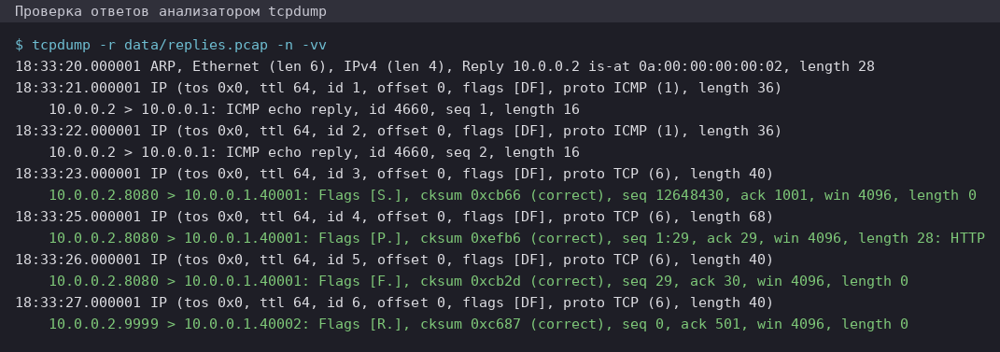 Проверка ответов анализатором tcpdump
$ tcpdump -r data/replies.pcap -n -vv
18:33:20.000001 ARP, Ethernet (len 6), IPv4 (len 4), Reply 10.0.0.2 is-at 0a:00:00:00:00:02, length 28
18:33:21.000001 IP (tos 0x0, ttl 64, id 1, offset 0, flags [DF], proto ICMP (1), length 36)
10.0.0.2 > 10.0.0.1: ICMP echo reply, id 4660, seq 1, length 16
18:33:22.000001 IP (tos 0x0, ttl 64, id 2, offset 0, flags [DF], proto ICMP (1), length 36)
10.0.0.2 > 10.0.0.1: ICMP echo reply, id 4660, seq 2, length 16
18:33:23.000001 IP (tos 0x0, ttl 64, id 3, offset 0, flags [DF], proto TCP (6), length 40)
10.0.0.2.8080 > 10.0.0.1.40001: Flags [S.], cksum 0xcb66 (correct), seq 12648430, ack 1001, win 4096, length 0
18:33:25.000001 IP (tos 0x0, ttl 64, id 4, offset 0, flags [DF], proto TCP (6), length 68)
10.0.0.2.8080 > 10.0.0.1.40001: Flags [P.], cksum 0xefb6 (correct), seq 1:29, ack 29, win 4096, length 28: HTTP
18:33:26.000001 IP (tos 0x0, ttl 64, id 5, offset 0, flags [DF], proto TCP (6), length 40)
10.0.0.2.8080 > 10.0.0.1.40001: Flags [F.], cksum 0xcb2d (correct), seq 29, ack 30, win 4096, length 0
18:33:27.000001 IP (tos 0x0, ttl 64, id 6, offset 0, flags [DF], proto TCP (6), length 40)
10.0.0.2.9999 > 10.0.0.1.40002: Flags [R.], cksum 0xc687 (correct), seq 0, ack 501, win 4096, length 0